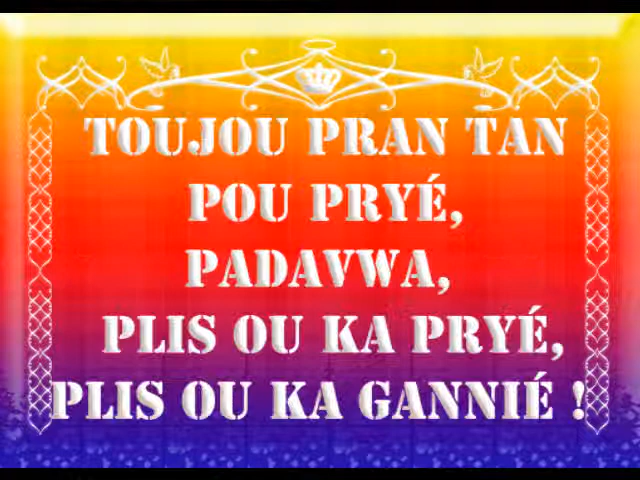 TOUJOU PRAN TAN
POU PRYÉ,
PADAVWA,
PLIS OU KA PRYÉ,
PLIS OU KA GANNIÉ !